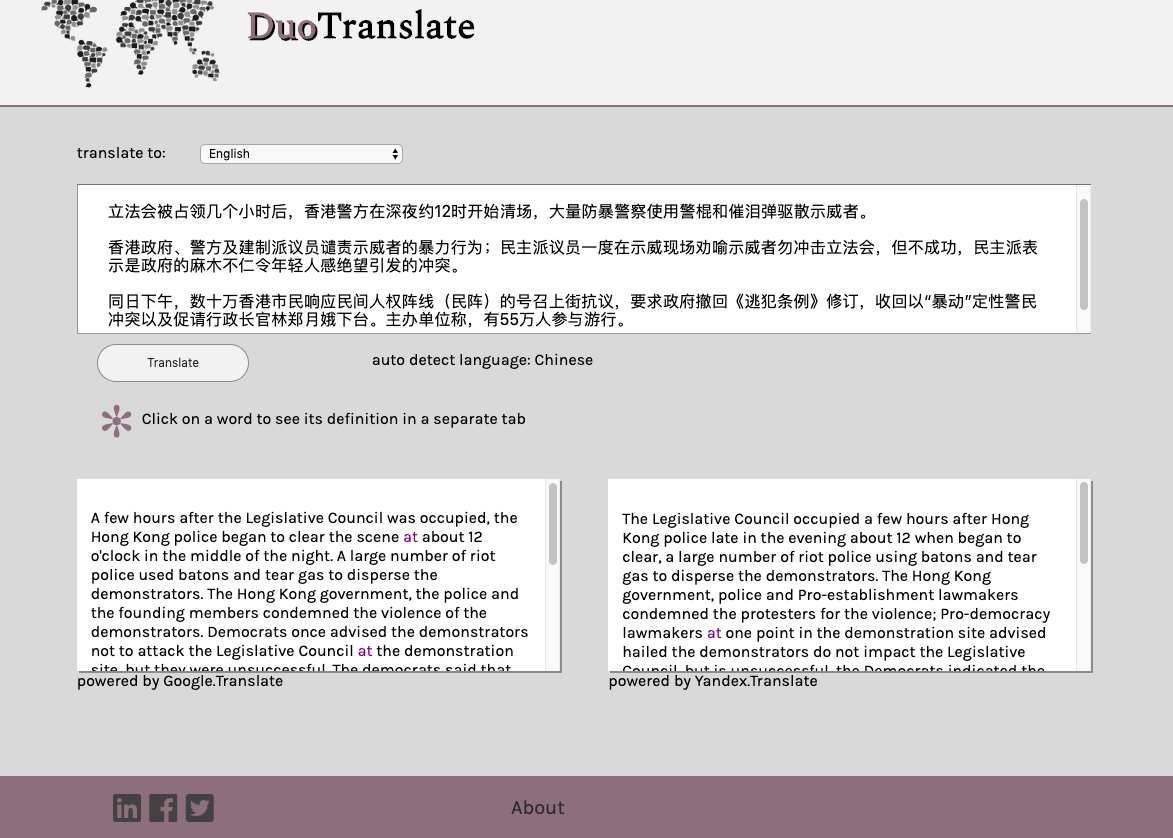 DuoTranslate
translate to:
English
立法会被占领几个小时后，香港警方在深夜约12时开始清场，大量防暴警察使用警棍和催泪弹驱散示威者。
香港政府、警方及建制派议员谴责示威者的暴力行为；民主派议员一度在示威现场劝喻示威者勿冲击立法会，但不成功，民主派表
示是政府的麻木不仁令年轻人感绝望引发的冲突。
同日下午，数十万香港市民响应民间人权阵线（民阵）的号召上街抗议，要求政府撤回《逃犯条例》修订，收回以“暴动”定性警民
冲突以及促请行政长官林郑月娥下台。主办单位称，有55万人参与游行。
Translate
auto detect language: Chinese
Click on a word to see its definition in a separate tab
A few hours after the Legislative Council was occupied, the
Hong Kong police began to clear the scene at about 12
o'clock in the middle of the night. A large number of riot
police used batons and tear gas to disperse the
demonstrators. The Hong Kong government, the police and
the founding members condemned the violence of the
demonstrators. Democrats once advised the demonstrators
not to attack the Legislative Council at the demonstration
site, but they were unsuccessful. The democrats said that
powered by Google.Translate
The Legislative Council occupied a few hours after Hong
Kong police late in the evening about 12 when began to
clear, a large number of riot police using batons and tear
gas to disperse the demonstrators. The Hong Kong
government, police and Pro-establishment lawmakers
condemned the protesters for the violence; Pro-democracy
lawmakers at one point in the demonstration site advised
hailed the demonstrators do not impact the Legislative
Council, but is unsuccessful, the Democrats indicated the
powered by Yandex.Translate
About